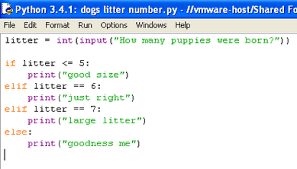 Python 3.4.1: dogs litter number.py - //vmware-host/Shared Fo
File Edit Format Run Options Windows Help
litter = int(input("How many puppies were born?"))
if litter <= 5:
    print("good size")
elif litter == 6:
    print("just right")
elif litter == 7:
    print("large litter")
else:
    print("goodness me")